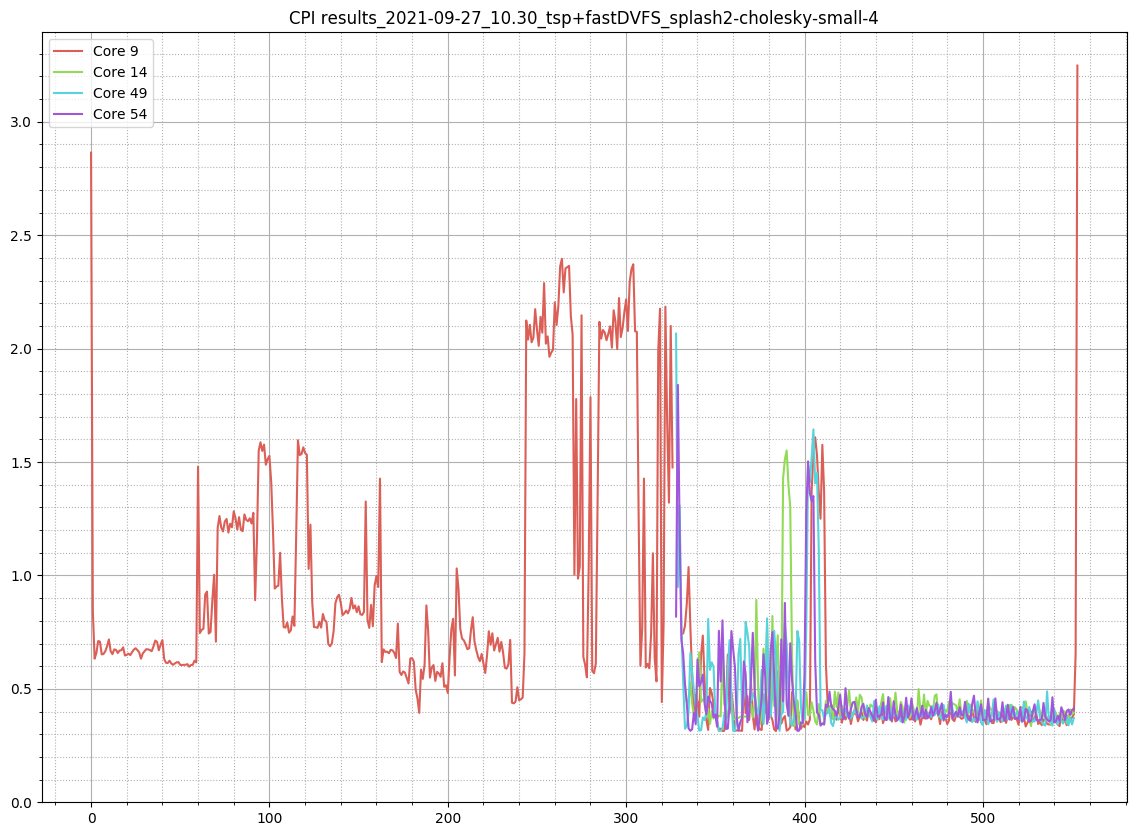 CPI results_2021-09-27_10.30_tsp+fastDVFS_splash2-cholesky-small-4
Core 9
Core 14
Core 49
Core 54
3.0
2.5
2.0
1.5
1.0
0.5
0.0
0 100 200 300 400 500